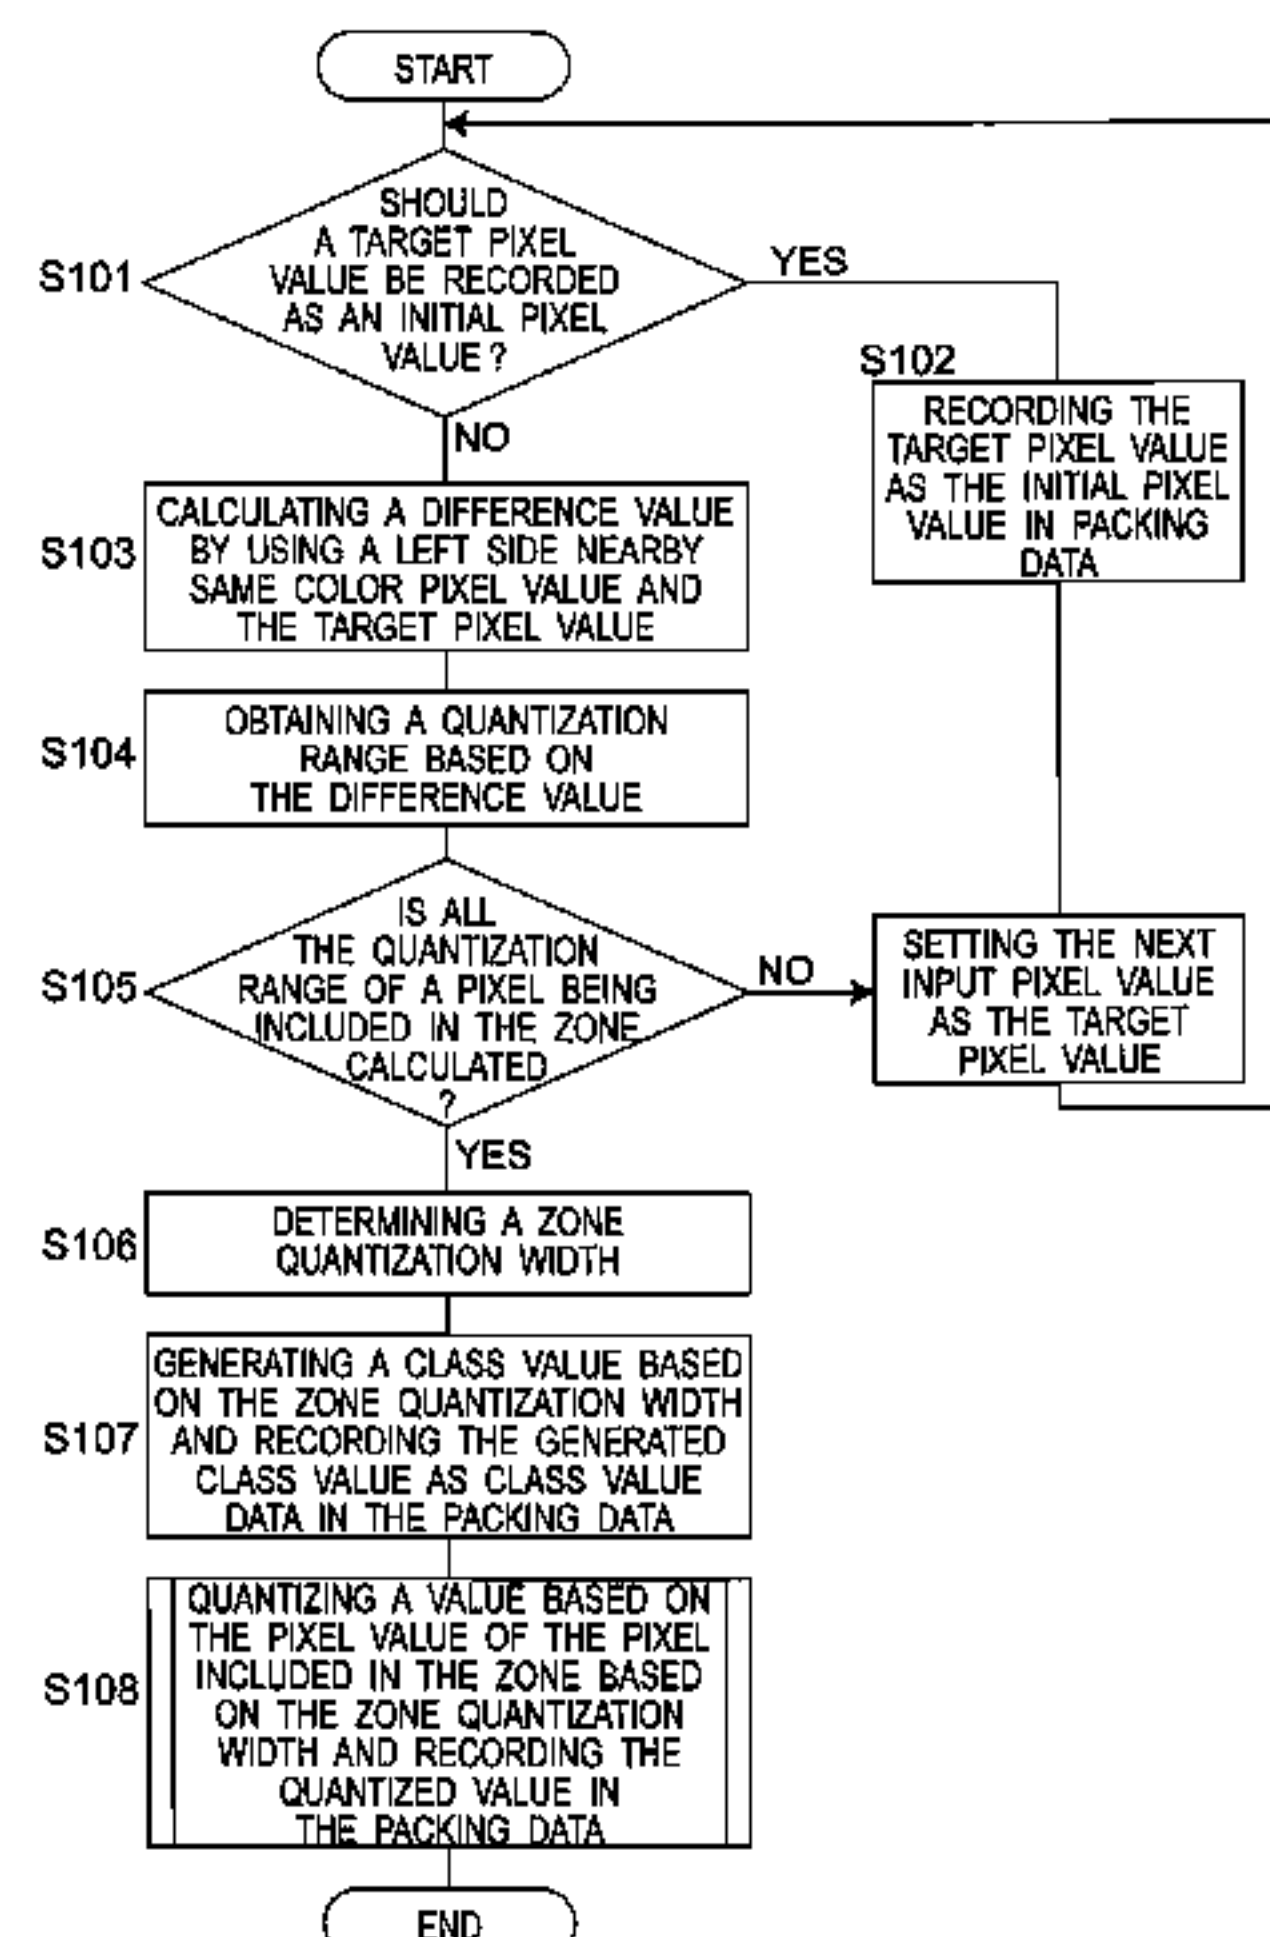 START
SHOULD
A TARGET PIXEL
VALUE BE RECORDED
AS AN INITIAL PIXEL
VALUE?
S101
YES
NO
S102
RECORDING THE
TARGET PIXEL VALUE
AS THE INITIAL PIXEL
VALUE IN PACKING
DATA
S103
CALCULATING A DIFFERENCE VALUE
BY USING A LEFT SIDE NEARBY
SAME COLOR PIXEL VALUE AND
THE TARGET PIXEL VALUE
S104
OBTAINING A QUANTIZATION
RANGE BASED ON
THE DIFFERENCE VALUE
S105
IS ALL
THE QUANTIZATION
RANGE OF A PIXEL BEING
INCLUDED IN THE ZONE
CALCULATED
?
NO
SETTING THE NEXT
INPUT PIXEL VALUE
AS THE TARGET
PIXEL VALUE
YES
S106
DETERMINING A ZONE
QUANTIZATION WIDTH
S107
GENERATING A CLASS VALUE BASED
ON THE ZONE QUANTIZATION WIDTH
AND RECORDING THE GENERATED
CLASS VALUE AS CLASS VALUE
DATA IN THE PACKING DATA
S108
QUANTIZING A VALUE BASED ON
THE PIXEL VALUE OF THE PIXEL
INCLUDED IN THE ZONE BASED
ON THE ZONE QUANTIZATION
WIDTH AND RECORDING THE
QUANTIZED VALUE IN
THE PACKING DATA
END